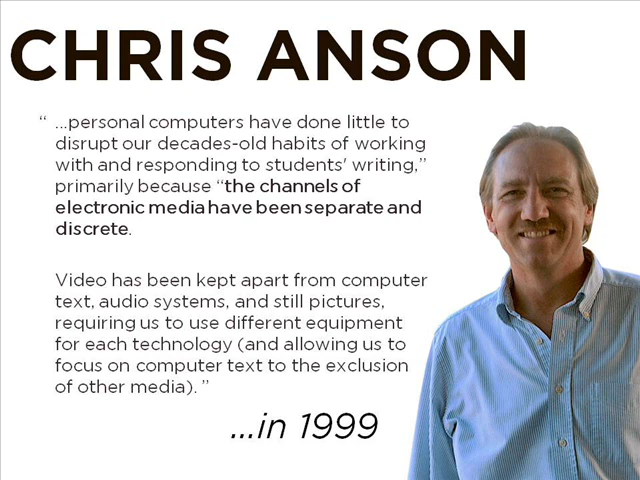 CHRIS ANSON
“ ...personal computers have done little to
disrupt our decades-old habits of working
with and responding to students' writing,”
primarily because “the channels of
electronic media have been separate and
discrete.
Video has been kept apart from computer
text, audio systems, and still pictures,
requiring us to use different equipment
for each technology (and allowing us to
focus on computer text to the exclusion
of other media). ”
...in 1999